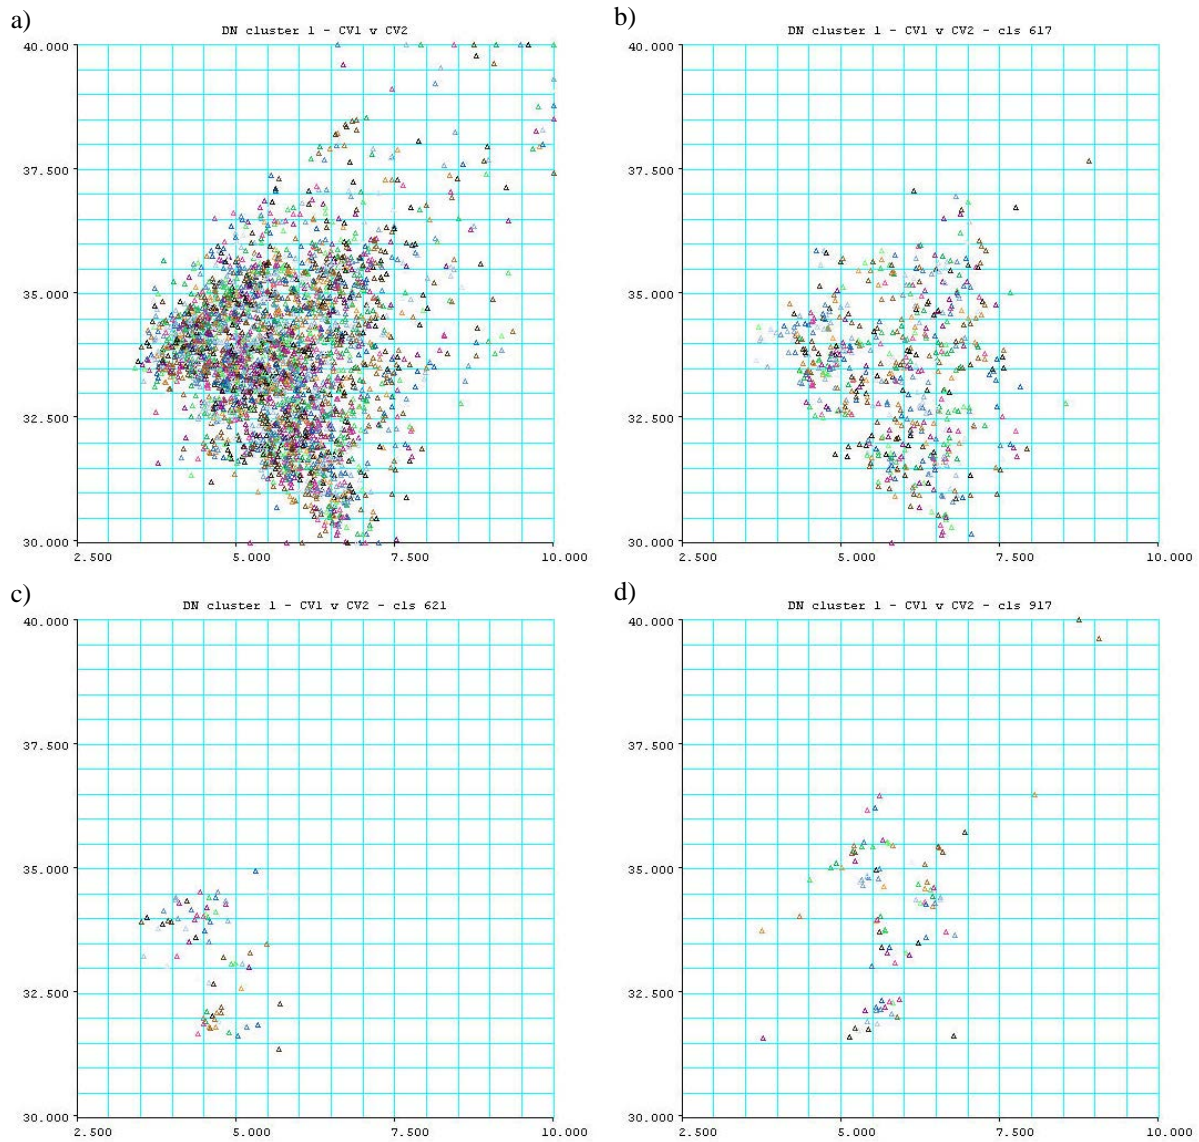 a)
DN cluster 1 - CV1 v CV2
40.000
37.500
35.000
32.500
30.000
2.500 5.000 7.500 10.000
b)
DN cluster 1 - CV1 v CV2 - cls 617
40.000
37.500
35.000
32.500
30.000
2.500 5.000 7.500 10.000
c)
DN cluster 1 - CV1 v CV2 - cls 621
40.000
37.500
35.000
32.500
30.000
2.500 5.000 7.500 10.000
d)
DN cluster 1 - CV1 v CV2 - cls 917
40.000
37.500
35.000
32.500
30.000
2.500 5.000 7.500 10.000